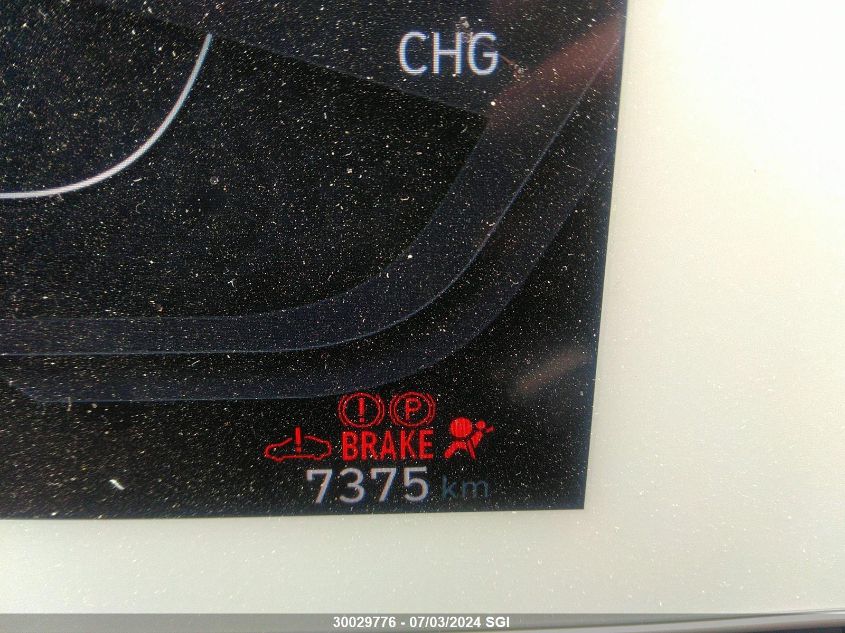 CHG
! P
! BRAKE
7375 km
30029776 - 07/03/2024 SGI